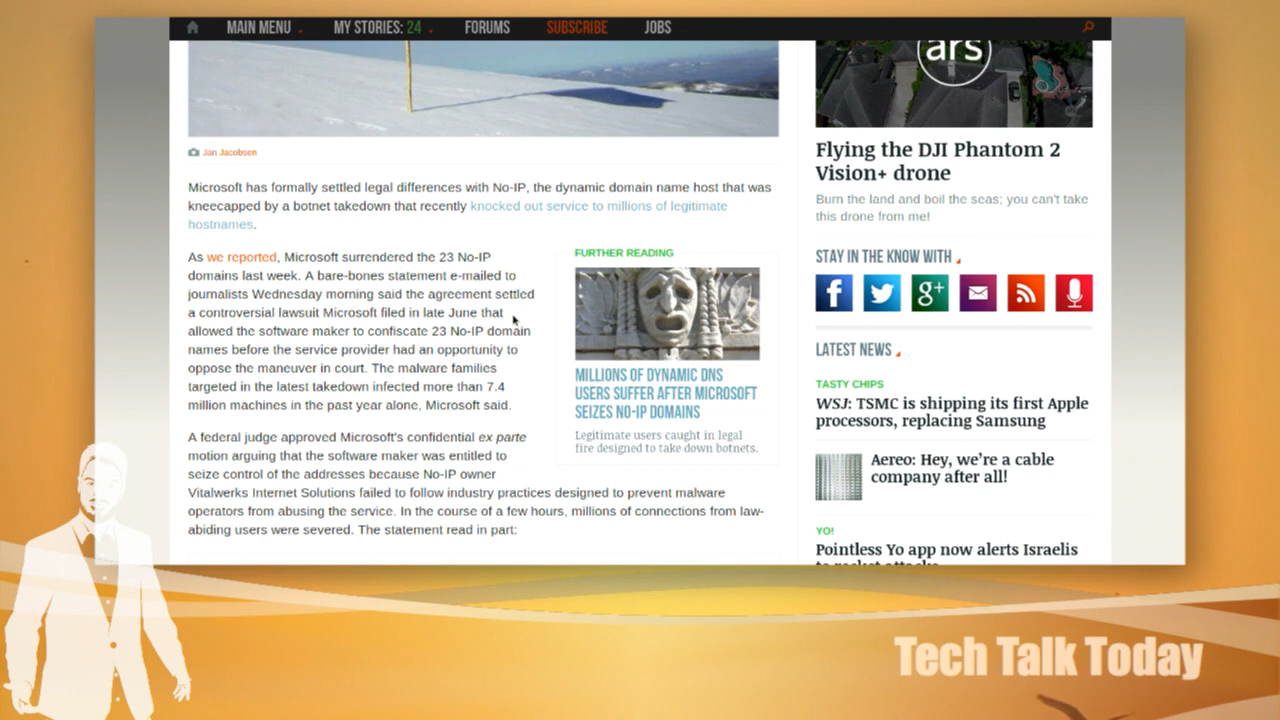 MAIN MENU
MY STORIES: 24
FORUMS
SUBSCRIBE
JOBS
Jan Jacobsen
Microsoft has formally settled legal differences with No-IP, the dynamic domain name host that was
kneecapped by a botnet takedown that recently knocked out service to millions of legitimate
hostnames.
As we reported, Microsoft surrendered the 23 No-IP
domains last week. A bare-bones statement e-mailed to
journalists Wednesday morning said the agreement settled
a controversial lawsuit Microsoft filed in late June that
allowed the software maker to confiscate 23 No-IP domain
names before the service provider had an opportunity to
oppose the maneuver in court. The malware families
targeted in the latest takedown infected more than 7.4
million machines in the past year alone, Microsoft said.
FURTHER READING
MILLIONS OF DYNAMIC DNS
USERS SUFFER AFTER MICROSOFT
SEIZES NO-IP DOMAINS
Legitimate users caught in legal
fire designed to take down botnets.
A federal judge approved Microsoft's confidential ex parte
motion arguing that the software maker was entitled to
seize control of the addresses because No-IP owner
Vitalwerks Internet Solutions failed to follow industry practices designed to prevent malware
operators from abusing the service. In the course of a few hours, millions of connections from law-
abiding users were severed. The statement read in part:
ars
Flying the DJI Phantom 2
Vision+ drone
Burn the land and boil the seas; you can't take
this drone from me!
STAY IN THE KNOW WITH
f
g+
LATEST NEWS
TASTY CHIPS
WSJ: TSMC is shipping its first Apple
processors, replacing Samsung
Aereo: Hey, we're a cable
company after all!
YO!
Pointless Yo app now alerts Israelis
to rocket attacks
Tech Talk Today